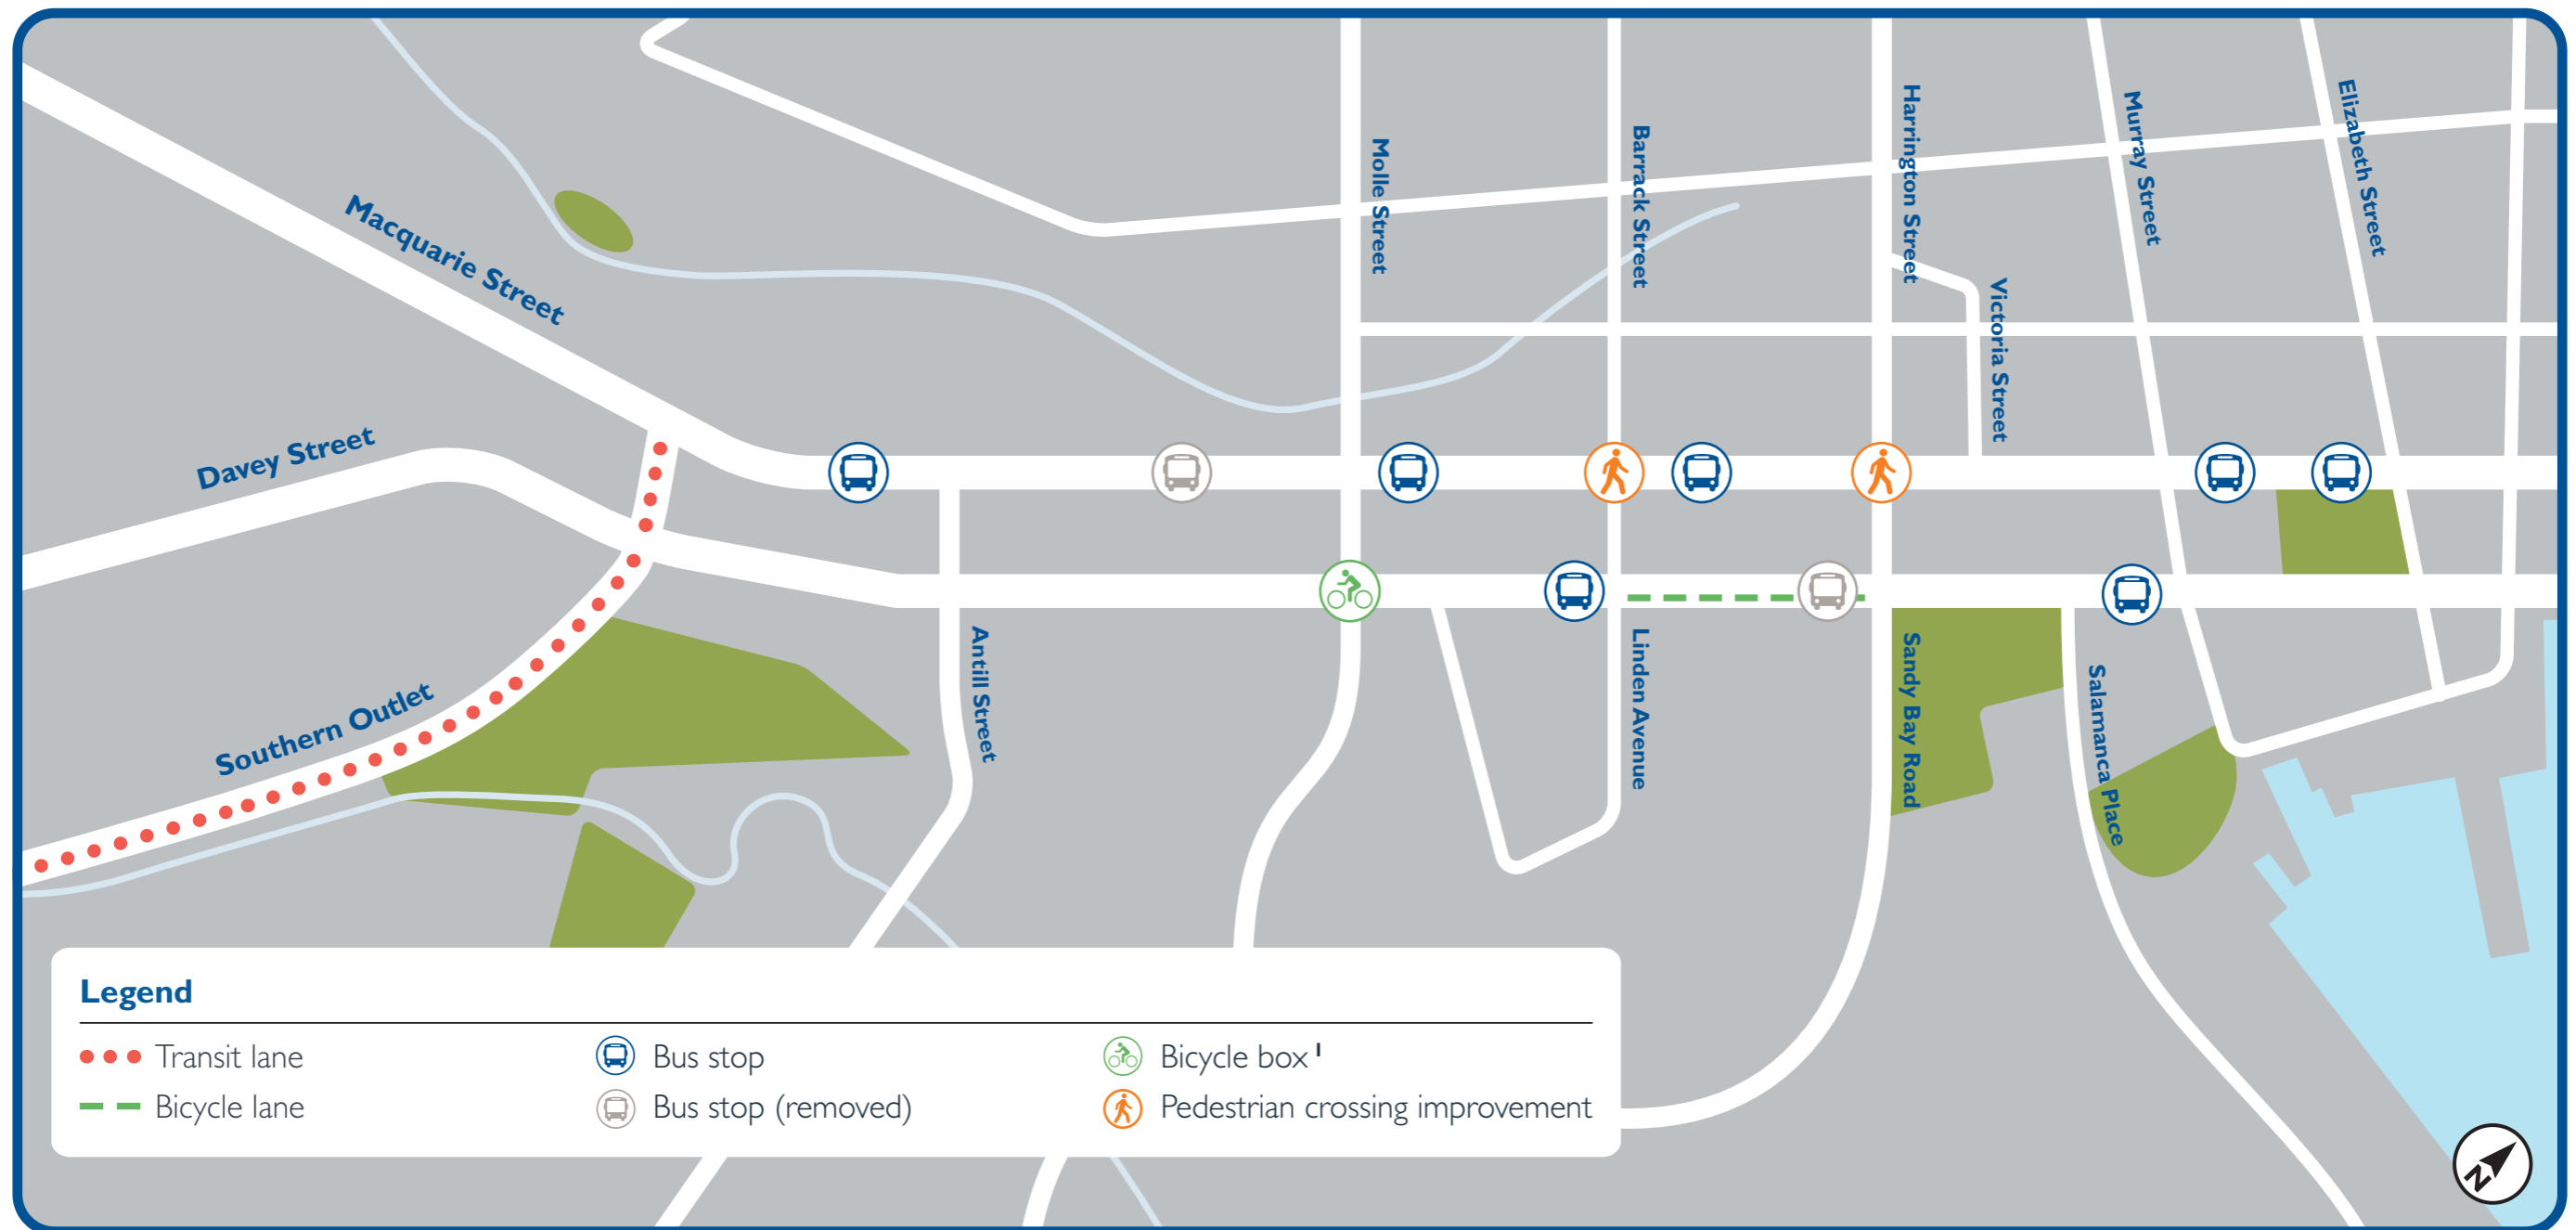 Macquarie Street
Davey Street
Southern Outlet
Antill Street
Molle Street
Barrack Street
Linden Avenue
Harrington Street
Sandy Bay Road
Victoria Street
Murray Street
Elizabeth Street
Salamanca Place
Legend
Transit lane
Bicycle lane
Bus stop
Bus stop (removed)
Bicycle box 1
Pedestrian crossing improvement
N